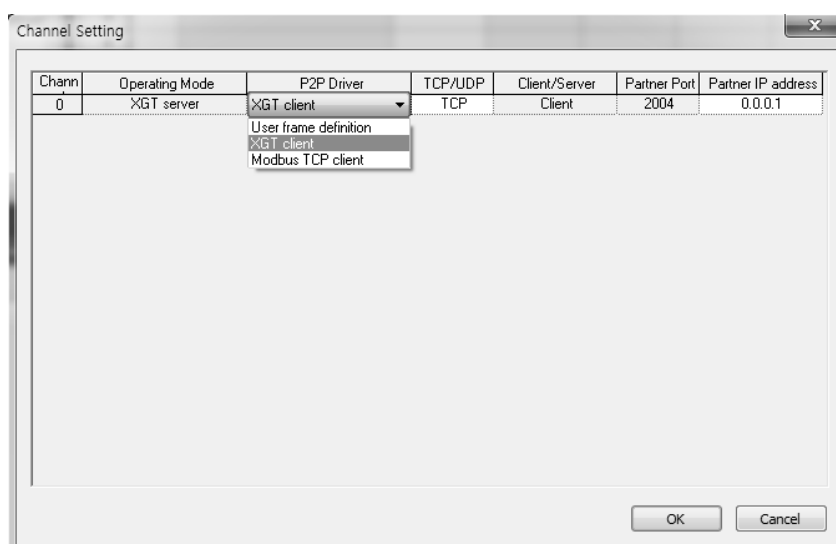 Channel Setting
Chann Operating Mode P2P Driver TCP/UDP Client/Server Partner Port Partner IP address
0 XGT server XGT client TCP Client 2004 0.0.0.1
User frame definition
XGT client
Modbus TCP client
OK Cancel